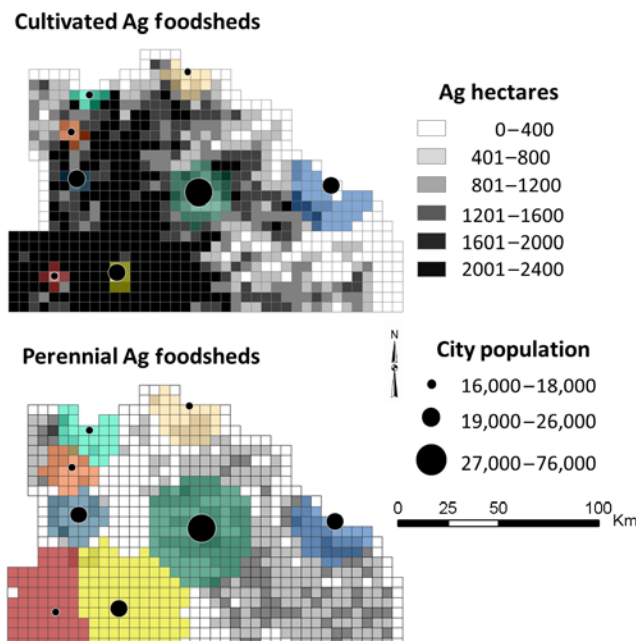 Cultivated Ag foodsheds
Ag hectares
0–400
401–800
801–1200
1201–1600
1601–2000
2001–2400
N
Perennial Ag foodsheds
City population
16,000–18,000
19,000–26,000
27,000–76,000
0 25 50 100
Km